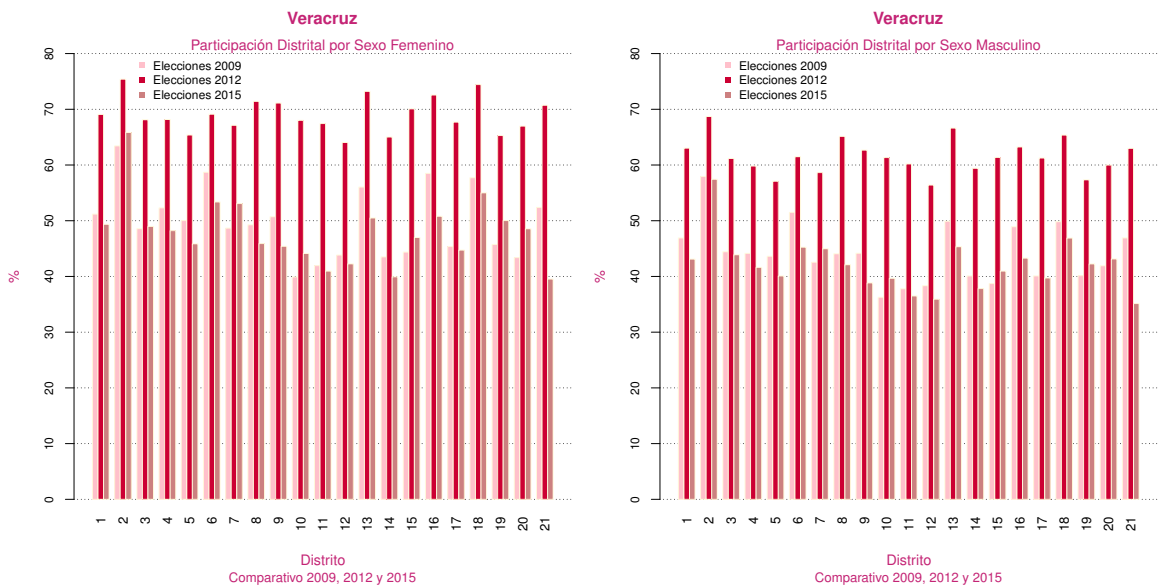 Veracruz
Participación Distrital por Sexo Femenino
Elecciones 2009
Elecciones 2012
Elecciones 2015
%
0 10 20 30 40 50 60 70 80
1 2 3 4 5 6 7 8 9 10 11 12 13 14 15 16 17 18 19 20 21
Distrito
Comparativo 2009, 2012 y 2015
Veracruz
Participación Distrital por Sexo Masculino
Elecciones 2009
Elecciones 2012
Elecciones 2015
%
0 10 20 30 40 50 60 70 80
1 2 3 4 5 6 7 8 9 10 11 12 13 14 15 16 17 18 19 20 21
Distrito
Comparativo 2009, 2012 y 2015